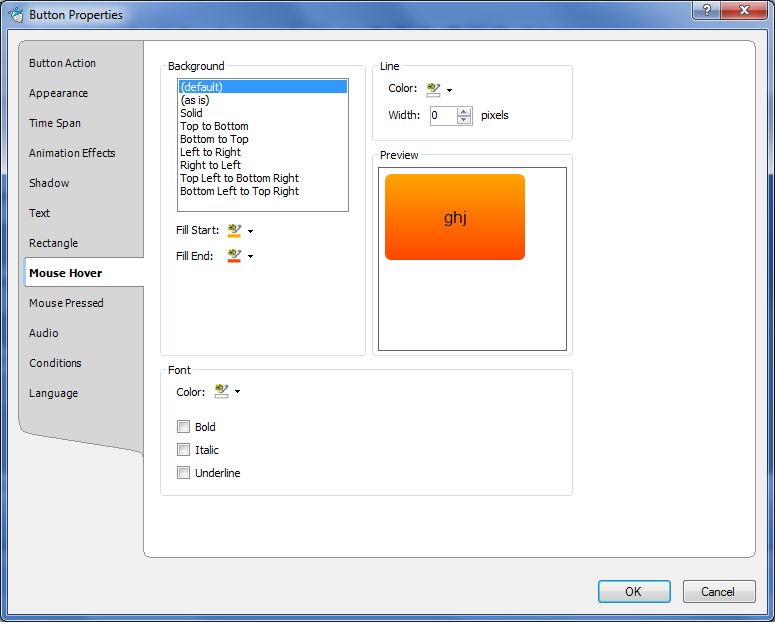 Button Properties
?
Button Action
Appearance
Time Span
Animation Effects
Shadow
Text
Rectangle
Mouse Hover
Mouse Pressed
Audio
Conditions
Language
Background
(default)
(as is)
Solid
Top to Bottom
Bottom to Top
Left to Right
Right to Left
Top Left to Bottom Right
Bottom Left to Top Right
Fill Start:
Fill End:
Line
Color:
Width: 0 pixels
Preview
ghj
Font
Color:
Bold
Italic
Underline
OK Cancel